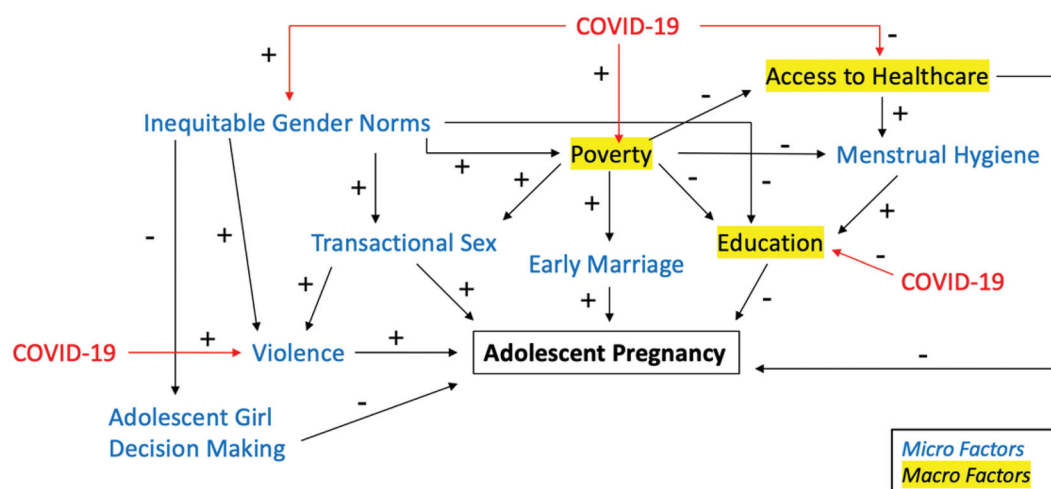 COVID-19
+
-
+
Access to Healthcare
-
+
Inequitable Gender Norms
Poverty
-
Menstrual Hygiene
+
+
-
-
+
+
+
-
+
Transactional Sex
Education
Early Marriage
-
COVID-19
+
+
+
-
COVID-19
+
Violence
+
Adolescent Pregnancy
-
-
Adolescent Girl
Decision Making
Micro Factors
Macro Factors